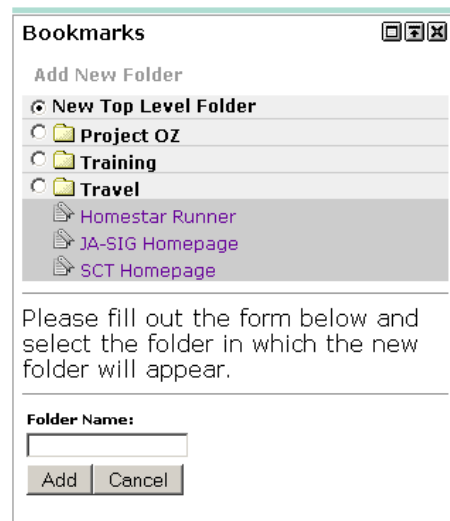 Bookmarks
Add New Folder
New Top Level Folder
Project OZ
Training
Travel
Homestar Runner
JA-SIG Homepage
SCT Homepage
Please fill out the form below and
select the folder in which the new
folder will appear.
Folder Name:
Add Cancel